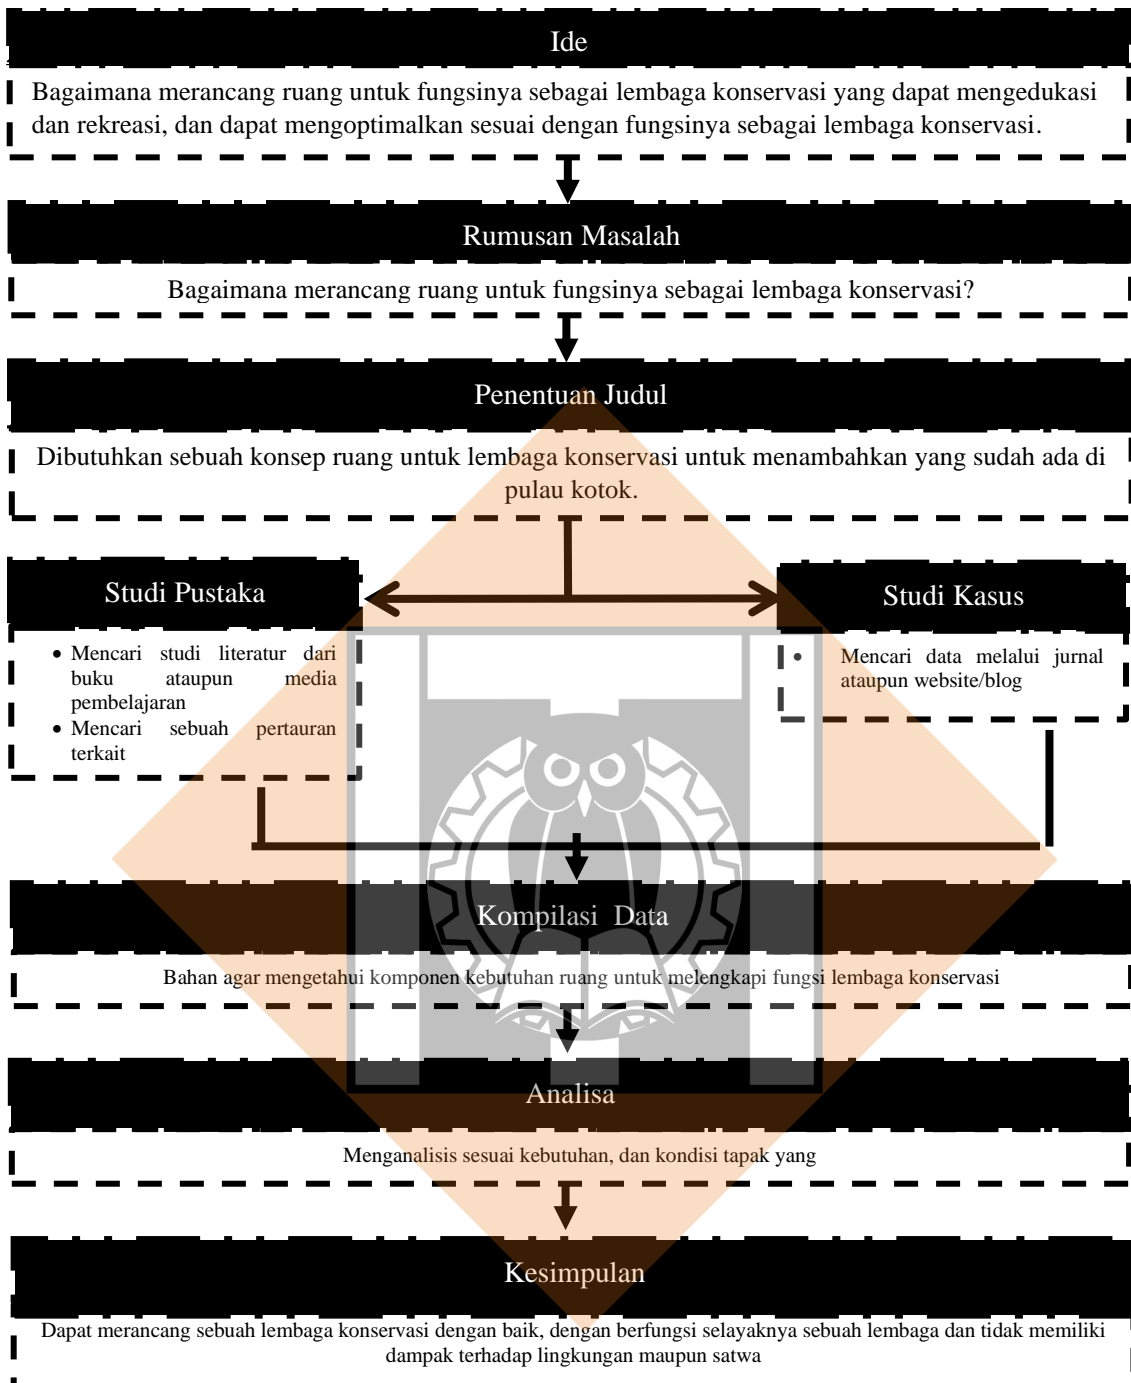 Ide
Bagaimana merancang ruang untuk fungsinya sebagai lembaga konservasi yang dapat mengedukasi
dan rekreasi, dan dapat mengoptimalkan sesuai dengan fungsinya sebagai lembaga konservasi.
Rumusan Masalah
Bagaimana merancang ruang untuk fungsinya sebagai lembaga konservasi?
Penentuan Judul
Dibutuhkan sebuah konsep ruang untuk lembaga konservasi untuk menambahkan yang sudah ada di
pulau kotok.
Studi Pustaka
• Mencari studi literatur dari
buku ataupun media
pembelajaran
• Mencari sebuah pertauran
terkait
Studi Kasus
• Mencari data melalui jurnal
ataupun website/blog
Kompilasi Data
Bahan agar mengetahui komponen kebutuhan ruang untuk melengkapi fungsi lembaga konservasi
Analisa
Menganalisis sesuai kebutuhan, dan kondisi tapak yang
Kesimpulan
Dapat merancang sebuah lembaga konservasi dengan baik, dengan berfungsi selayaknya sebuah lembaga dan tidak memiliki
dampak terhadap lingkungan maupun satwa